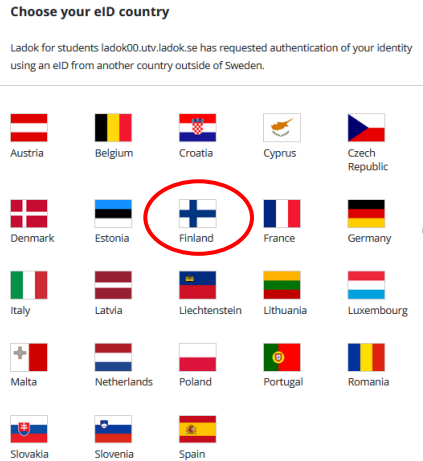 Choose your eID country
Ladok for students ladok00.utv.ladok.se has requested authentication of your identity
using an eID from another country outside of Sweden.
Austria
Belgium
Croatia
Cyprus
Czech
Republic
Denmark
Estonia
Finland
France
Germany
Italy
Latvia
Liechtenstein
Lithuania
Luxembourg
Malta
Netherlands
Poland
Portugal
Romania
Slovakia
Slovenia
Spain